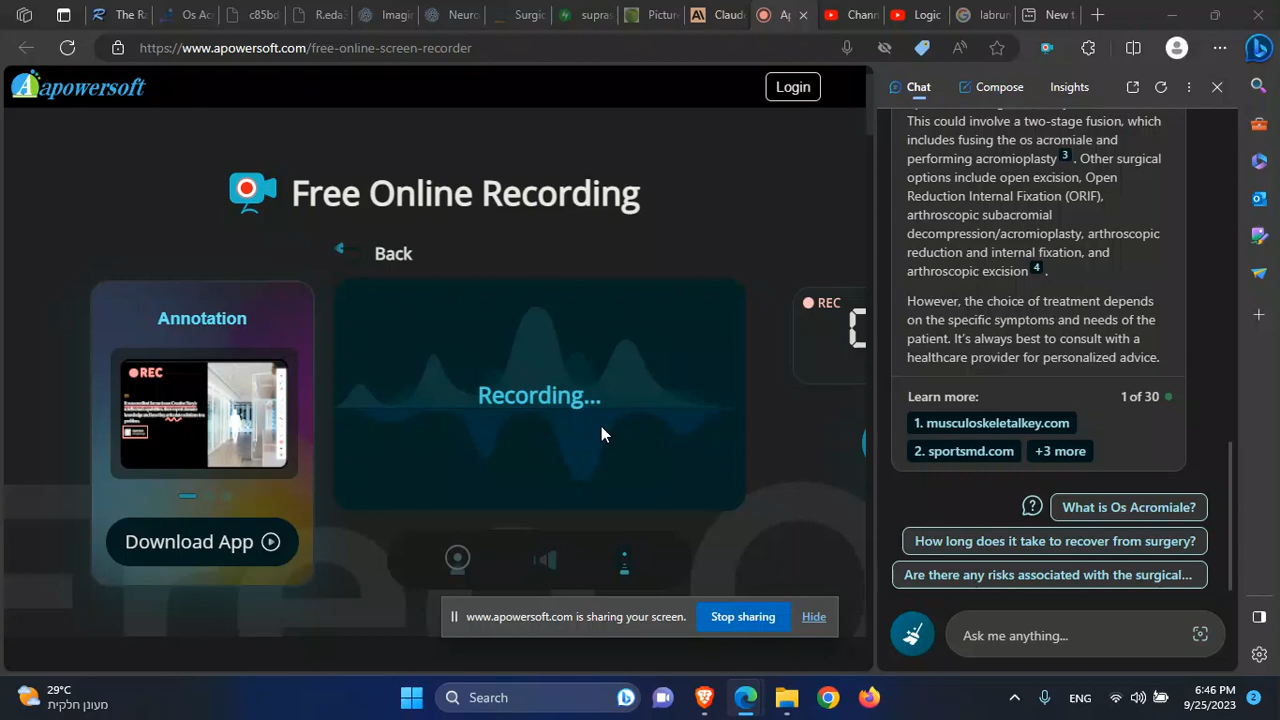 The Ra
Os Ac
c85bd
R.eda
Imagin
Neuro
Surgic
supras
Picture
Claude
Ap
Chann
Logic
labrun
New t
https://www.apowersoft.com/free-online-screen-recorder
apowersoft
Login
Free Online Recording
Back
Annotation
REC
Download App
Recording...
REC
www.apowersoft.com is sharing your screen.
Stop sharing
Hide
Chat
Compose
Insights
This could involve a two-stage fusion, which
includes fusing the os acromiale and
performing acromioplasty 3 . Other surgical
options include open excision, Open
Reduction Internal Fixation (ORIF),
arthroscopic subacromial
decompression/acromioplasty, arthroscopic
reduction and internal fixation, and
arthroscopic excision 4 .
However, the choice of treatment depends
on the specific symptoms and needs of the
patient. It's always best to consult with a
healthcare provider for personalized advice.
Learn more:
1 of 30
1. musculoskeletalkey.com
2. sportsmd.com
+3 more
What is Os Acromiale?
How long does it take to recover from surgery?
Are there any risks associated with the surgical...
Ask me anything...
29°C
מעונן חלקית
Search
ENG
6:46 PM
9/25/2023
2